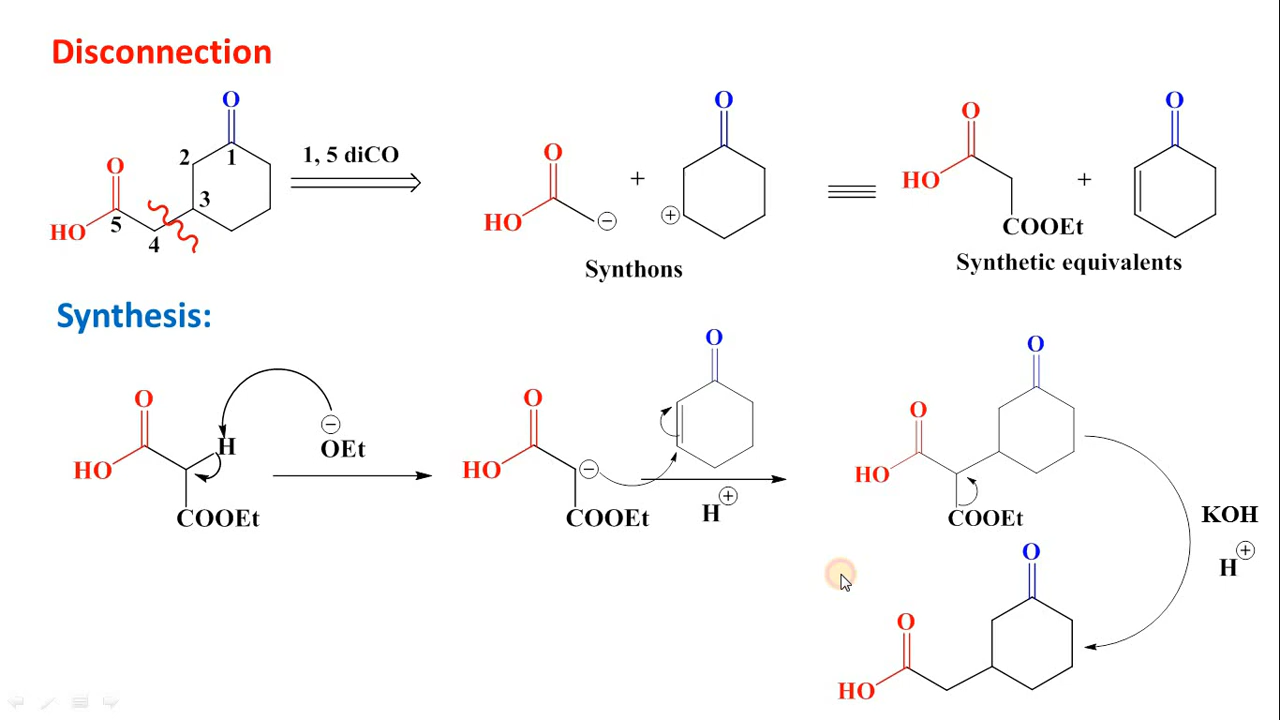 Disconnection
O
2
1
3
O
HO
5
4
1, 5 diCO
O
HO
−
+
O
+
Synthons
O
HO
COOEt
+
O
Synthetic equivalents
Synthesis:
O
HO
H
COOEt
−
OEt
O
HO
−
COOEt
O
H+
O
O
HO
COOEt
KOH
H+
O
O
HO